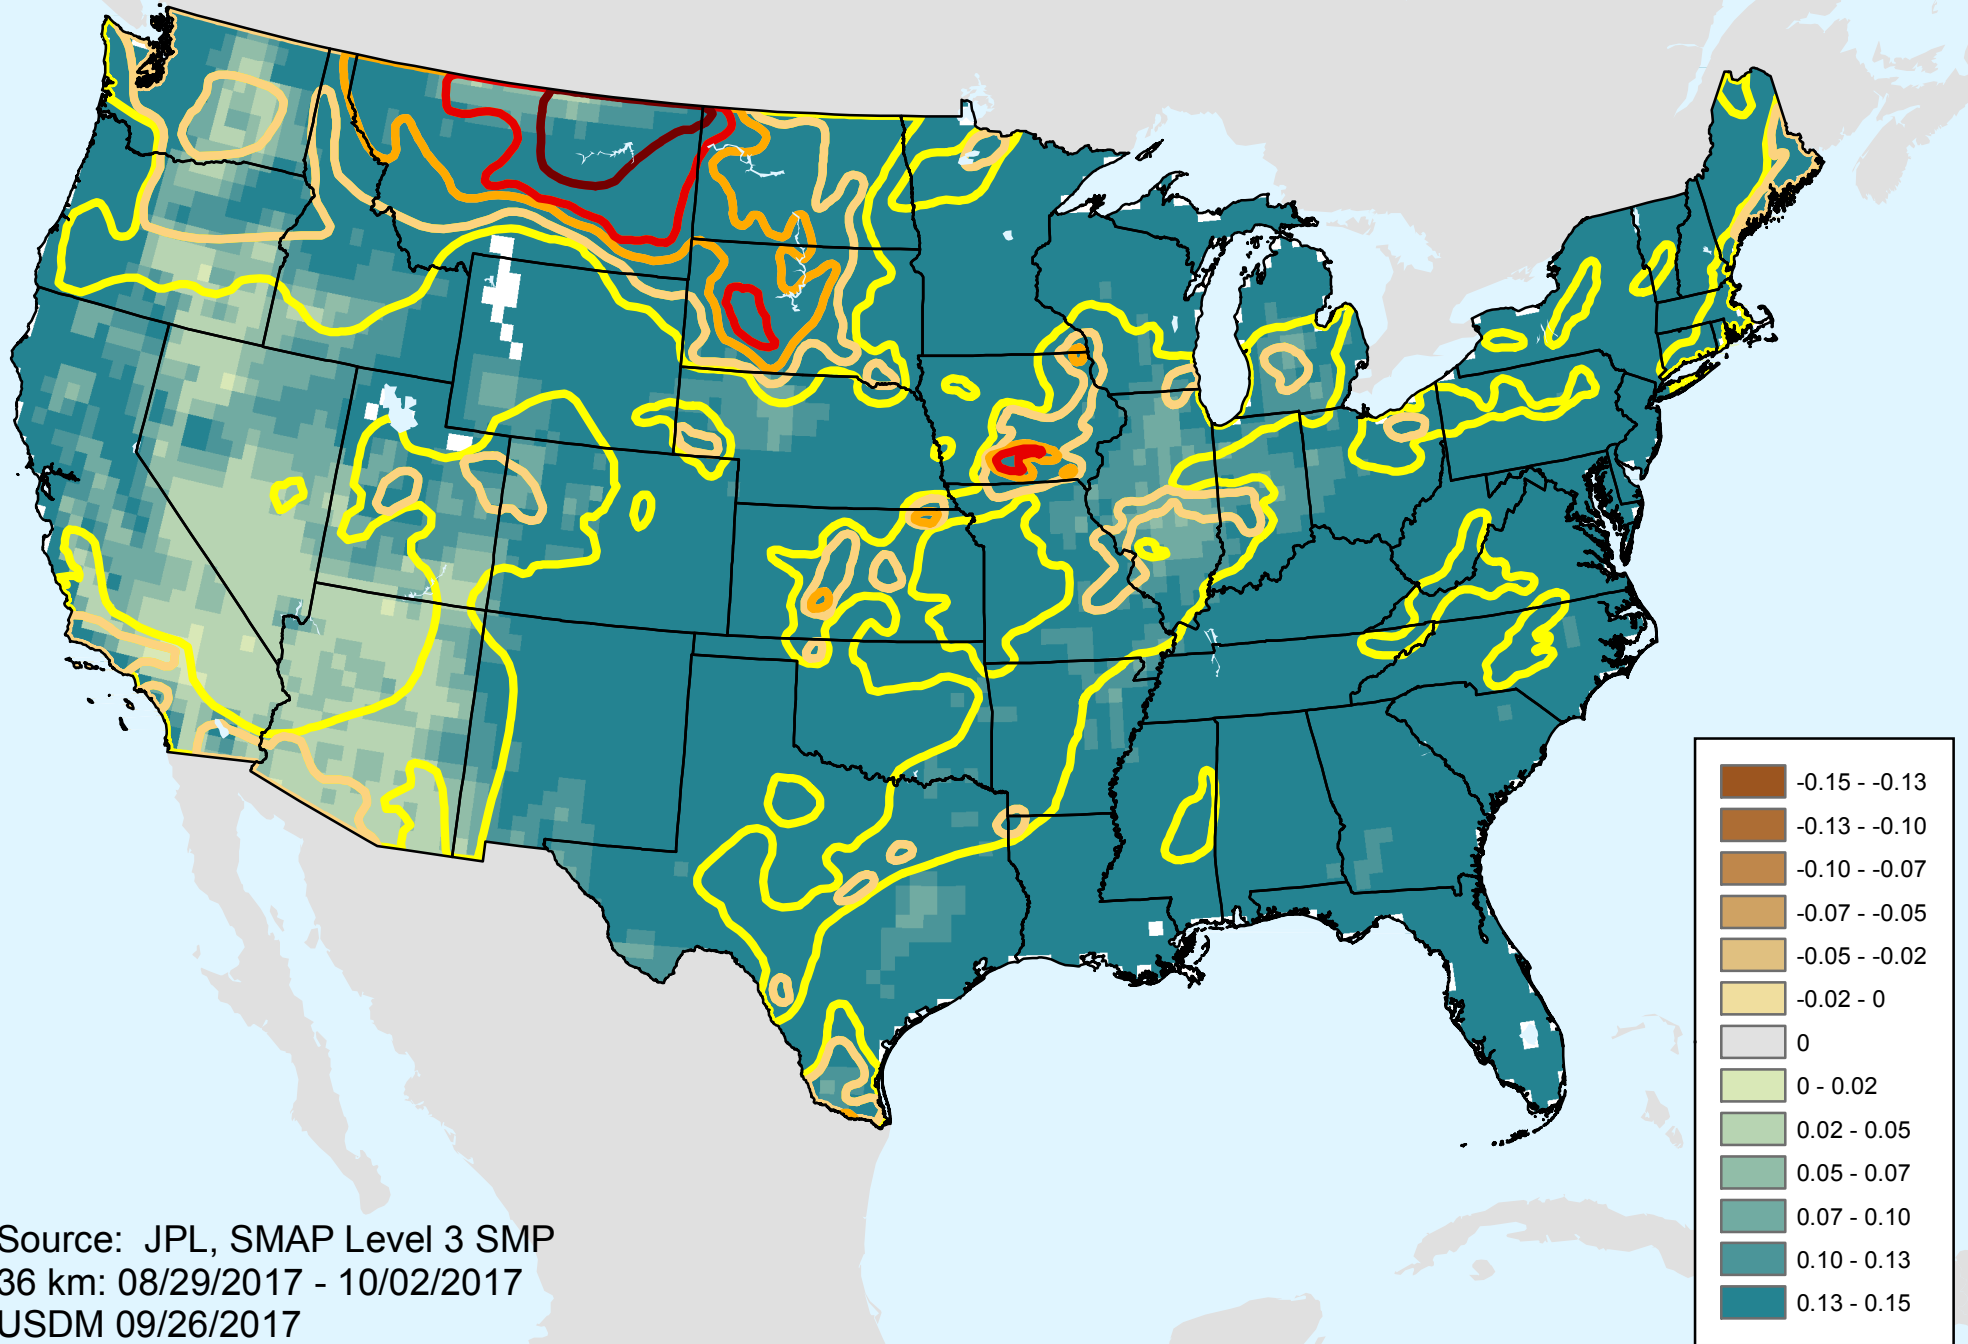 -0.15 - -0.13
-0.13 - -0.10
-0.10 - -0.07
-0.07 - -0.05
-0.05 - -0.02
-0.02 - 0
0
0 - 0.02
0.02 - 0.05
0.05 - 0.07
0.07 - 0.10
0.10 - 0.13
0.13 - 0.15
Source: JPL, SMAP Level 3 SMP
36 km: 08/29/2017 - 10/02/2017
USDM 09/26/2017